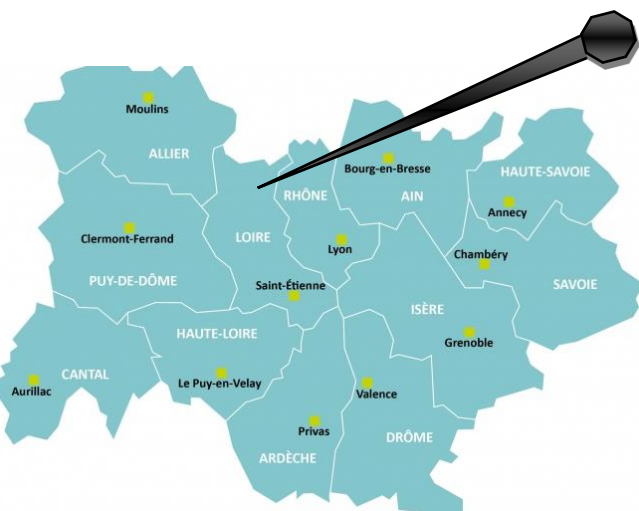 Moulins
ALLIER
Bourg-en-Bresse
HAUTE-SAVOIE
RHÔNE
AIN
Annecy
Clermont-Ferrand
LOIRE
Lyon
Chambéry
PUY-DE-DÔME
Saint-Étienne
SAVOIE
ISÈRE
HAUTE-LOIRE
Grenoble
CANTAL
Le Puy-en-Velay
Aurillac
Valence
Privas
DRÔME
ARDÈCHE